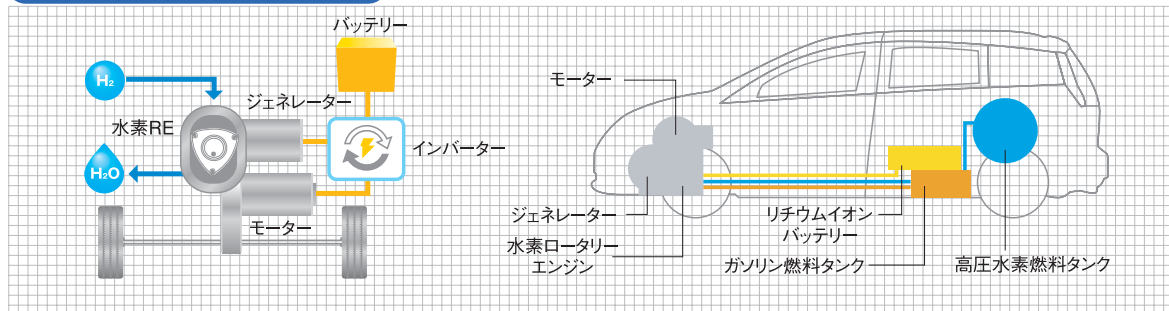 バッテリー
H₂
ジェネレーター
水素RE
インバーター
H₂O
モーター
モーター
ジェネレーター
水素ロータリー
エンジン
リチウムイオン
バッテリー
ガソリン燃料タンク
高圧水素燃料タンク